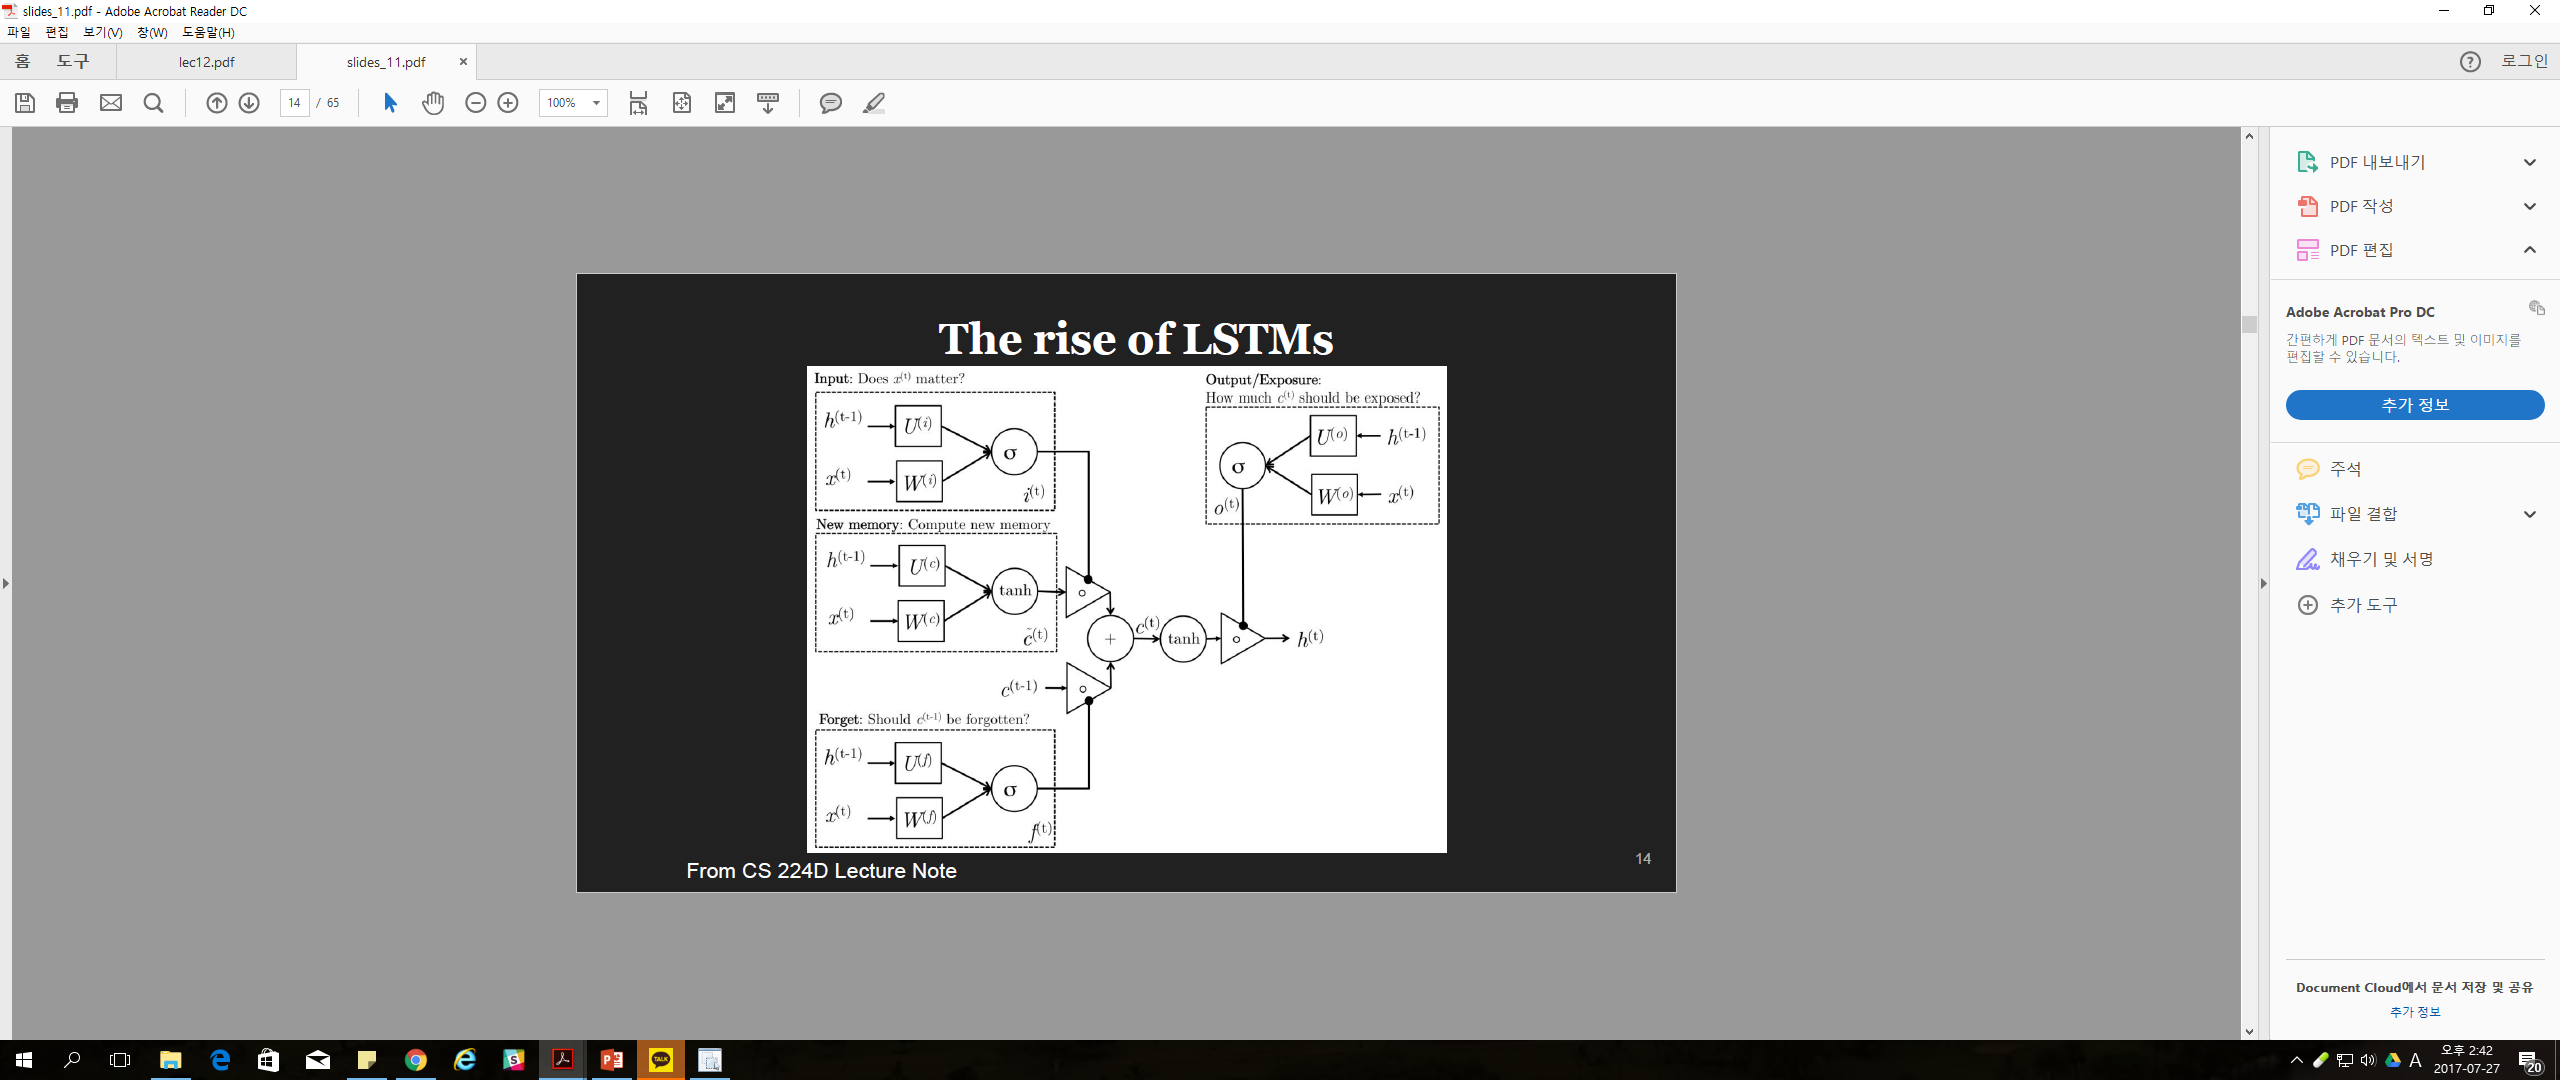 slides_11.pdf - Adobe Acrobat Reader DC
파일 편집 보기(V) 창(W) 도움말(H)
홈 도구 lec12.pdf slides_11.pdf × ? 로그인
14 / 65 100%
The rise of LSTMs
Input: Does x(t) matter?
h(t-1) U(i)
σ
x(t) W(i)
i(t)
New memory: Compute new memory
h(t-1) U(c)
tanh
x(t) W(c)
c̃(t)
c(t-1)
Forget: Should c(t-1) be forgotten?
h(t-1) U(f)
σ
x(t) W(f)
f(t)
+ c(t) tanh h(t)
Output/Exposure:
How much c(t) should be exposed?
U(o) h(t-1)
σ
W(o) x(t)
o(t)
From CS 224D Lecture Note
14
PDF 내보내기
PDF 작성
PDF 편집
Adobe Acrobat Pro DC
간편하게 PDF 문서의 텍스트 및 이미지를
편집할 수 있습니다.
추가 정보
주석
파일 결합
채우기 및 서명
추가 도구
Document Cloud에서 문서 저장 및 공유
추가 정보
TALK
A
오후 2:42
2017-07-27
20